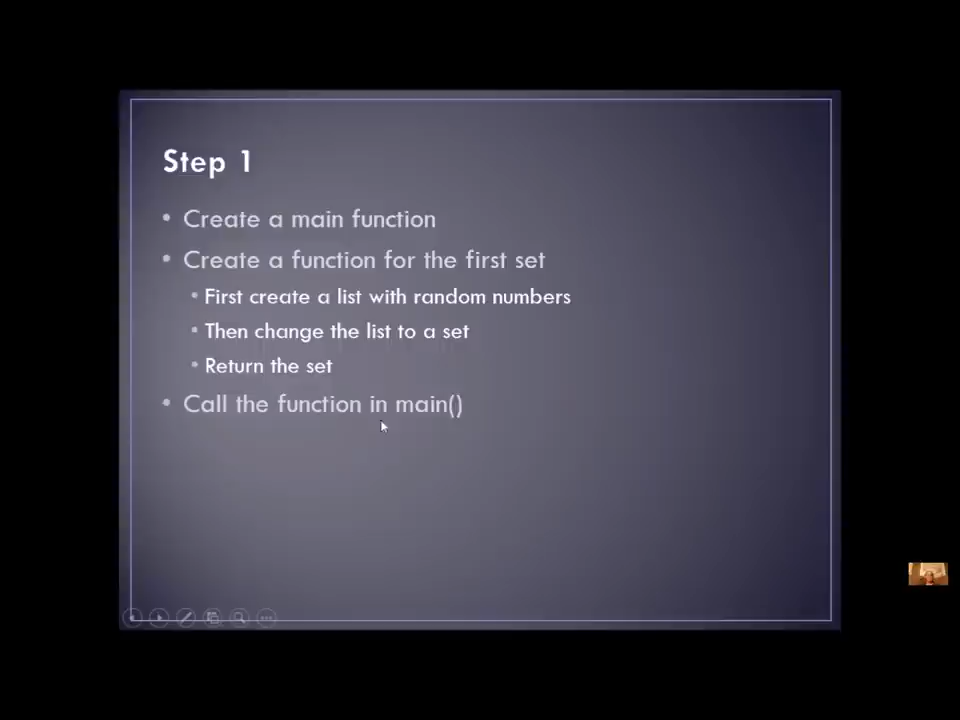 Step 1
• Create a main function
• Create a function for the first set
• First create a list with random numbers
• Then change the list to a set
• Return the set
• Call the function in main()